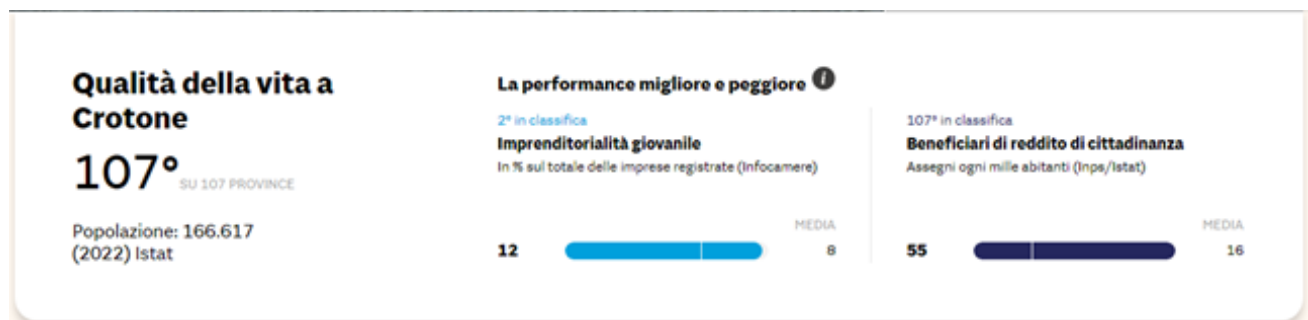 Qualità della vita a
Crotone
107°
SU 107 PROVINCE
Popolazione: 166.617
(2022) Istat
La performance migliore e peggiore i
2° in classifica
Imprenditorialità giovanile
In % sul totale delle imprese registrate (Infocamere)
MEDIA
12
8
107° in classifica
Beneficiari di reddito di cittadinanza
Assegni ogni mille abitanti (Inps/Istat)
MEDIA
55
16